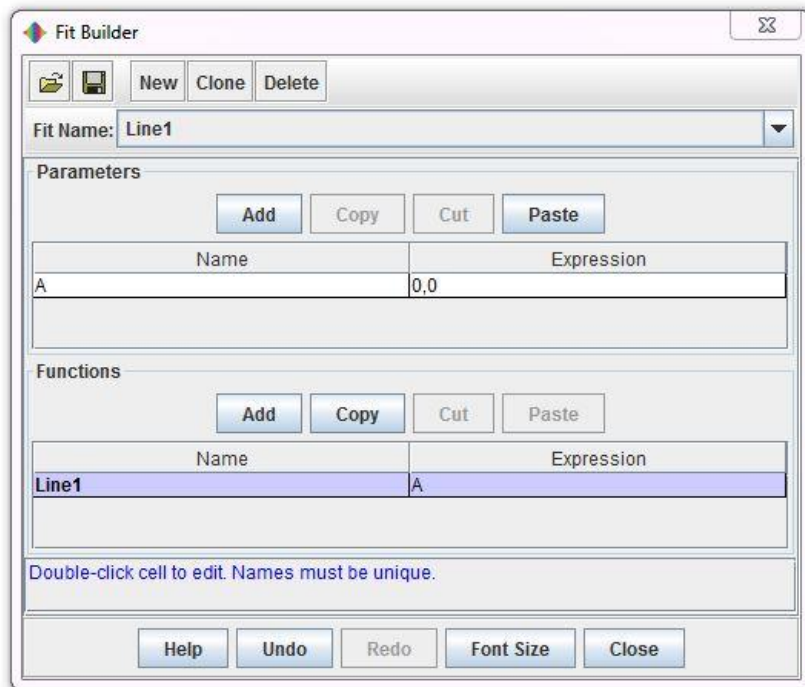 Fit Builder
New Clone Delete
Fit Name: Line1
Parameters
Add Copy Cut Paste
Name Expression
A 0,0
Functions
Add Copy Cut Paste
Name Expression
Line1 A
Double-click cell to edit. Names must be unique.
Help Undo Redo Font Size Close